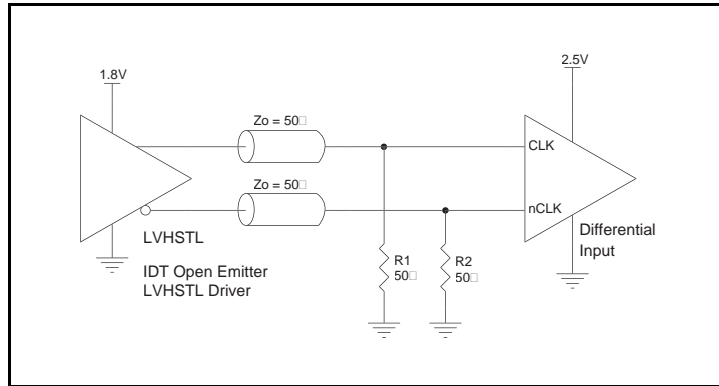 1.8V
2.5V
Zo = 50□
CLK
Zo = 50□
nCLK
LVHSTL
Differential
Input
IDT Open Emitter
LVHSTL Driver
R1
50□
R2
50□